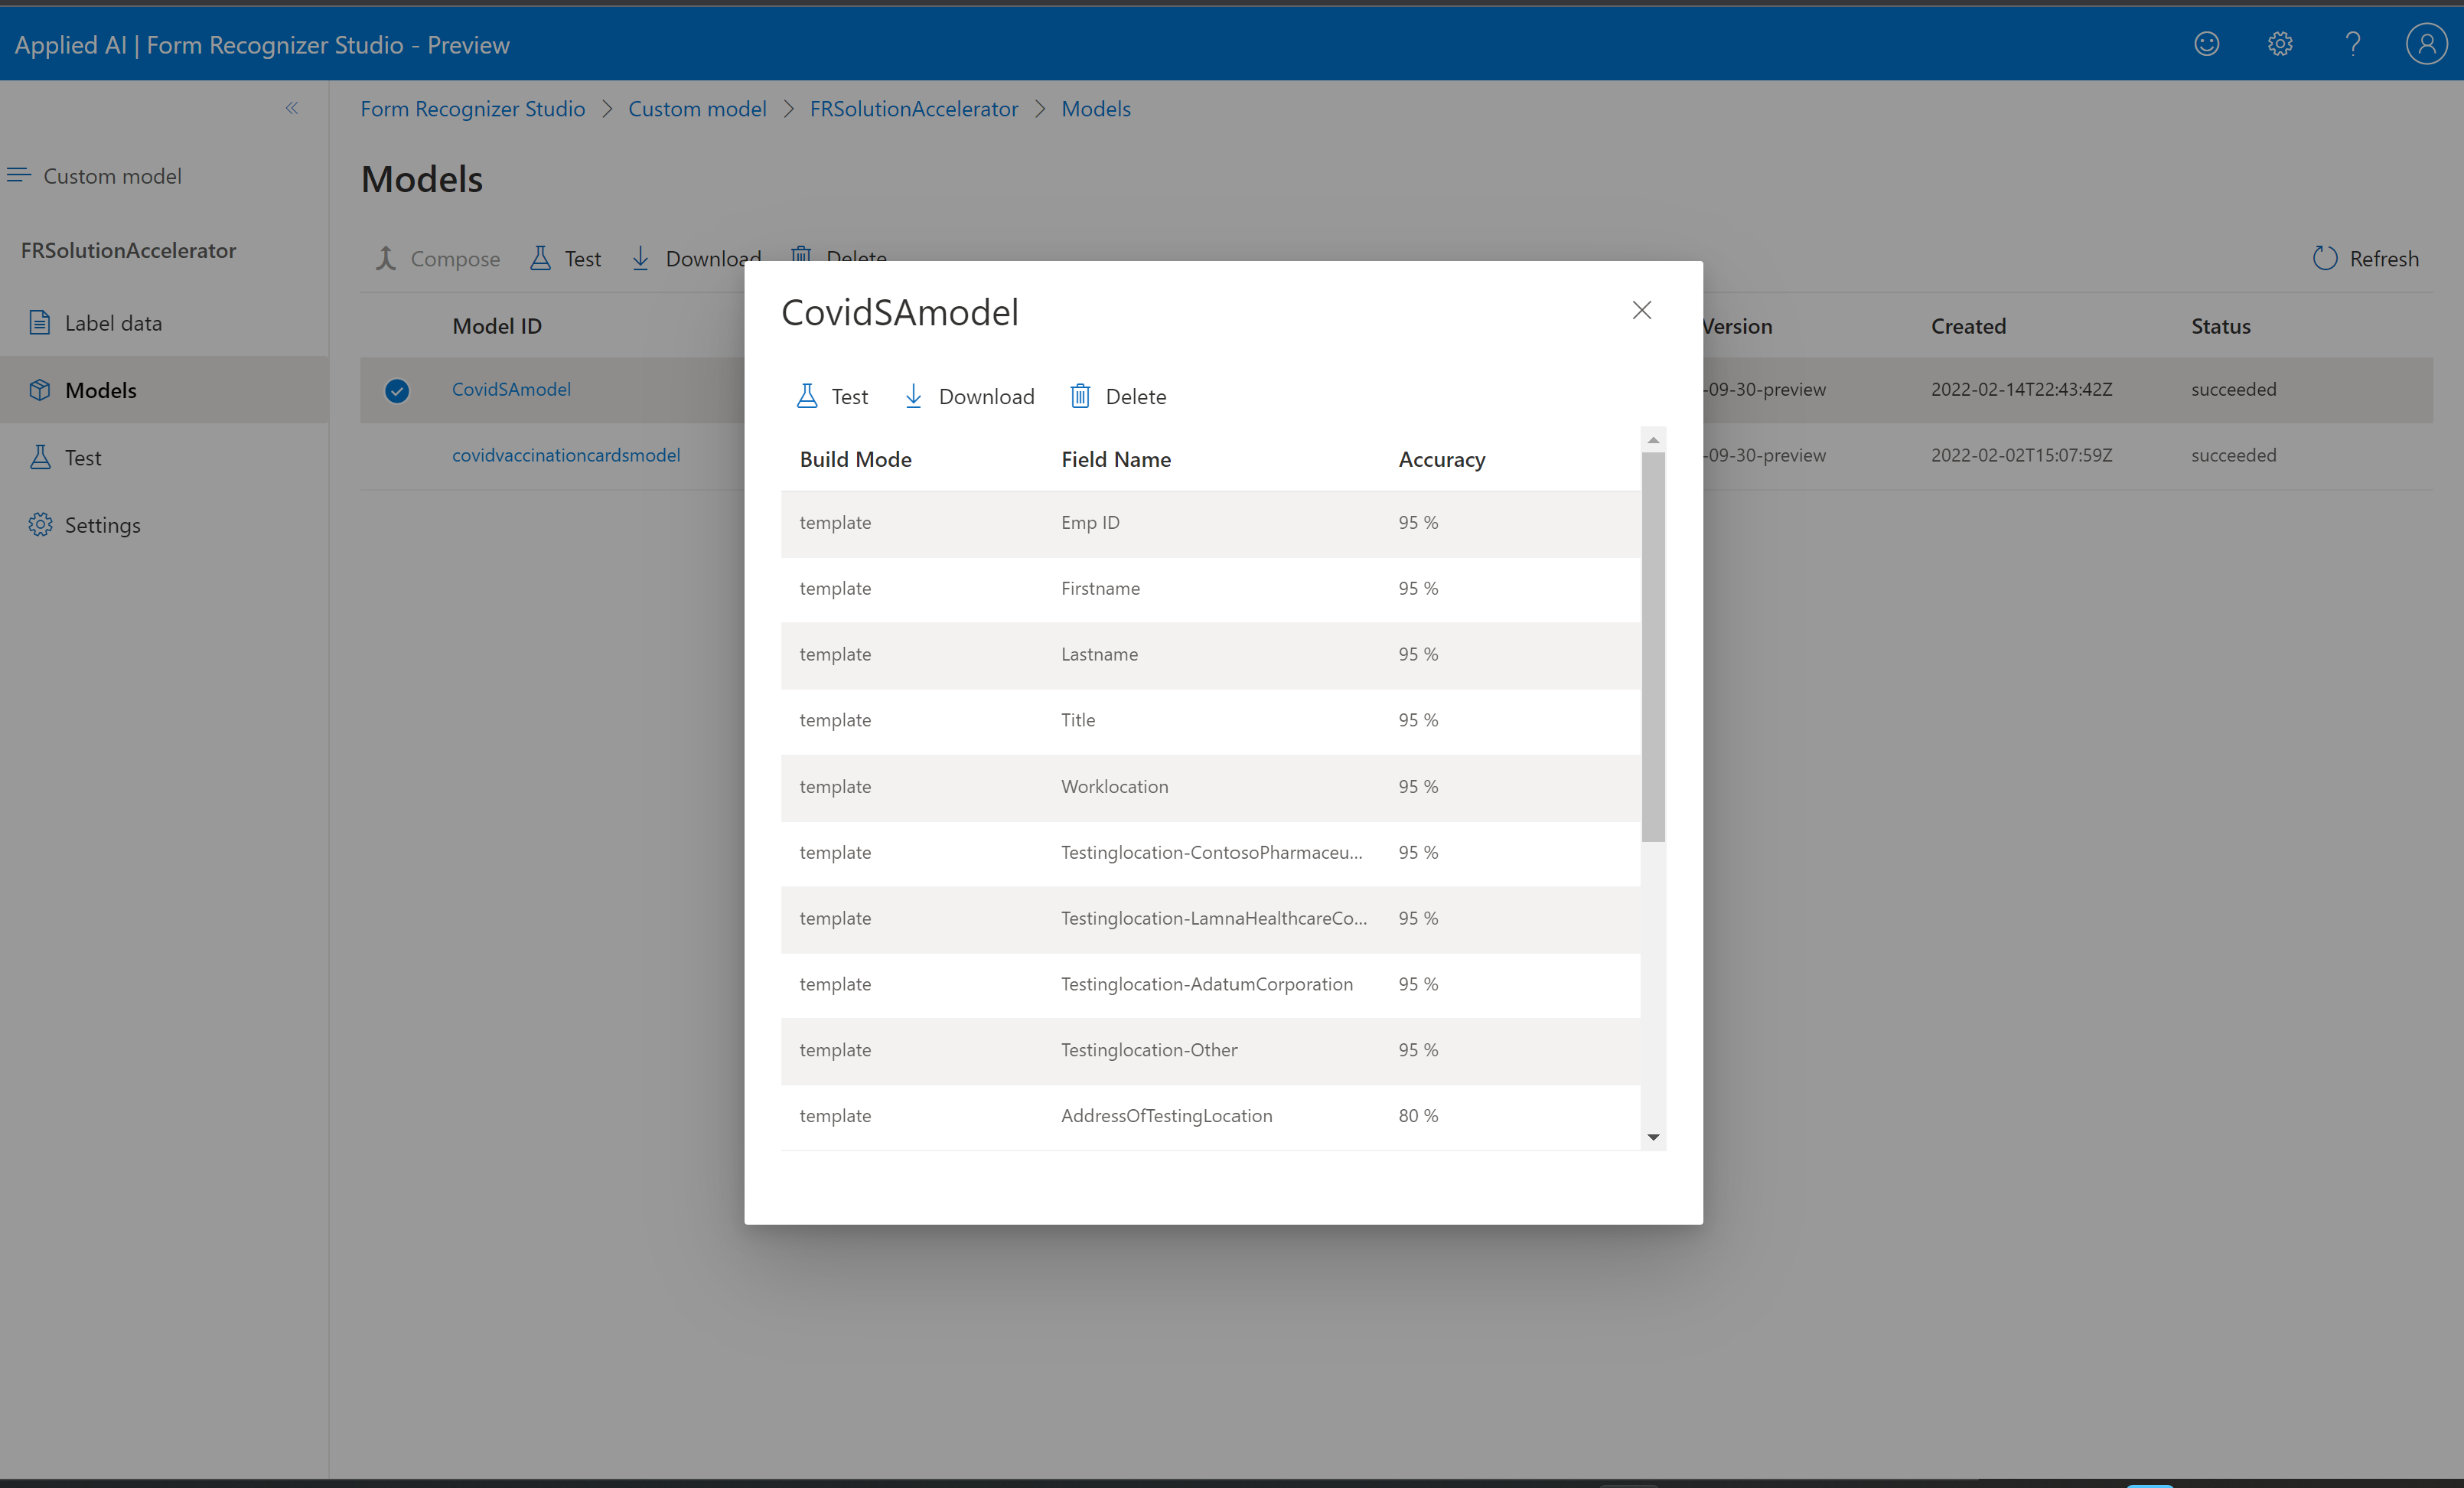 Applied AI | Form Recognizer Studio - Preview
Form Recognizer Studio > Custom model > FRSolutionAccelerator > Models
Custom model
Models
FRSolutionAccelerator
Compose Test Download Delete Refresh
Label data
Models
Test
Settings
Model ID Version Created Status
CovidSAmodel -09-30-preview 2022-02-14T22:43:42Z succeeded
covidvaccinationcardsmodel -09-30-preview 2022-02-02T15:07:59Z succeeded
CovidSAmodel
Test Download Delete
Build Mode Field Name Accuracy
template Emp ID 95 %
template Firstname 95 %
template Lastname 95 %
template Title 95 %
template Worklocation 95 %
template Testinglocation-ContosoPharmaceu... 95 %
template Testinglocation-LamnaHealthcareCo... 95 %
template Testinglocation-AdatumCorporation 95 %
template Testinglocation-Other 95 %
template AddressOfTestingLocation 80 %